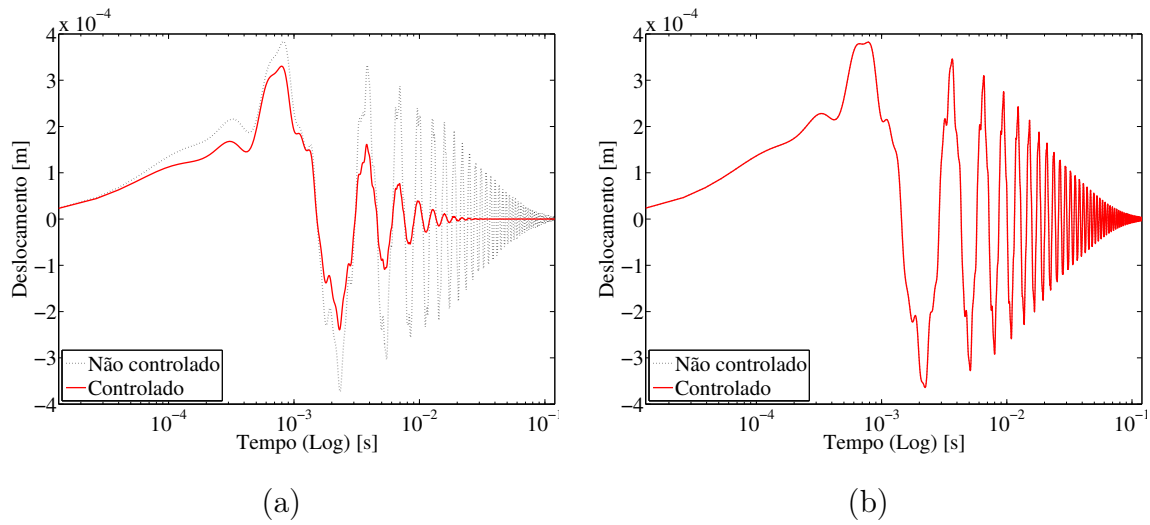 x 10⁻⁴
4
3
2
1
0
−1
−2
−3
−4
Deslocamento [m]
Não controlado
Controlado
10⁻⁴
10⁻³
10⁻²
10⁻¹
Tempo (Log) [s]
(a)
x 10⁻⁴
4
3
2
1
0
−1
−2
−3
−4
Deslocamento [m]
Não controlado
Controlado
10⁻⁴
10⁻³
10⁻²
10⁻¹
Tempo (Log) [s]
(b)